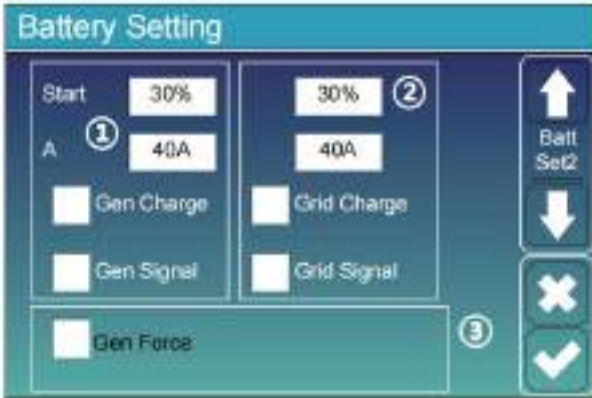 Battery Setting
Start 30% 30% ②
A ① 40A 40A
Batt
Set2
Gen Charge Grid Charge
Gen Signal Grid Signal
Gen Force ③